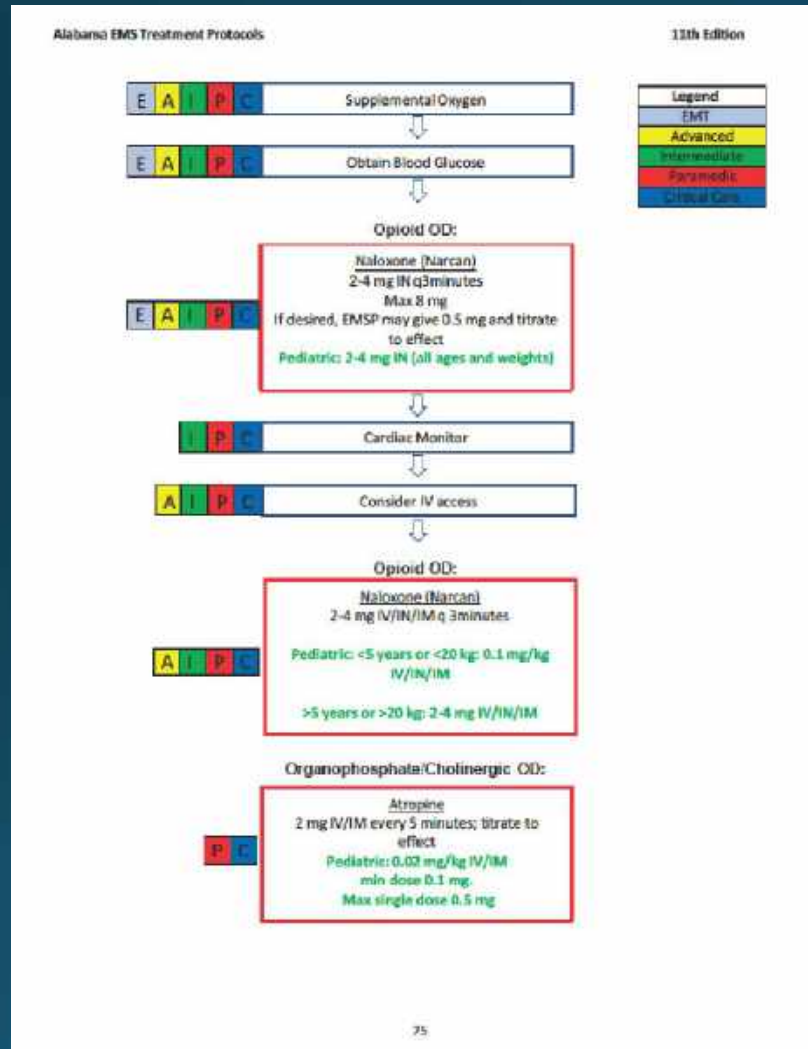 Alabama EMS Treatment Protocols 11th Edition
E A I P C Supplemental Oxygen
Legend
EMT
Advanced
Intermediate
Paramedic
Critical Care
E A I P C Obtain Blood Glucose
Opioid OD:
Naloxone (Narcan)
2-4 mg IN q3minutes
Max 8 mg
E A I P C
If desired, EMSP may give 0.5 mg and titrate
to effect
Pediatric: 2-4 mg IN (all ages and weights)
I P C Cardiac Monitor
A I P C Consider IV access
Opioid OD:
Naloxone (Narcan)
2-4 mg IV/IN/IM q 3minutes
A I P C
Pediatric: <5 years or <20 kg: 0.1 mg/kg
IV/IN/IM
>5 years or >20 kg: 2-4 mg IV/IN/IM
Organophosphate/Cholinergic OD:
Atropine
2 mg IV/IM every 5 minutes; titrate to
effect
P C
Pediatric: 0.02 mg/kg IV/IM
min dose 0.1 mg.
Max single dose 0.5 mg
75